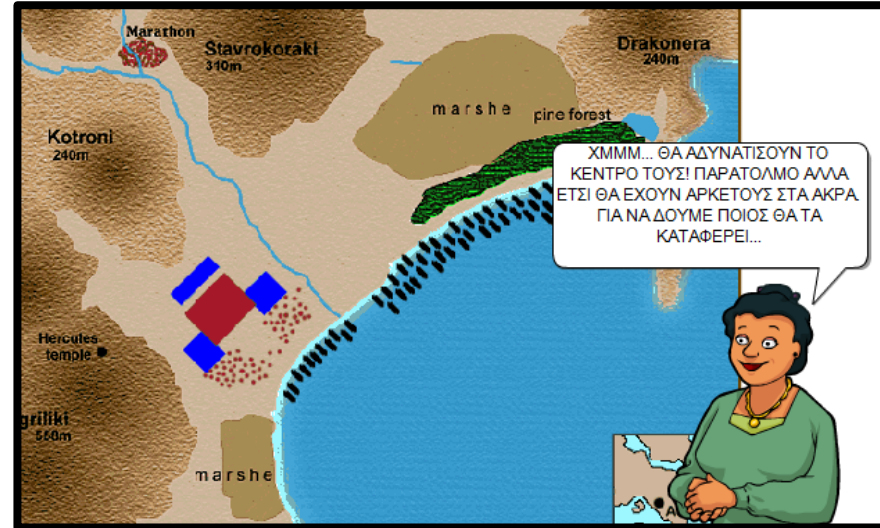 Marathon
Stavrokoraki
310m
Drakonera
240m
marshe
pine forest
Kotroni
240m
ΧΜΜΜ... ΘΑ ΑΔΥΝΑΤΙΣΟΥΝ ΤΟ
ΚΕΝΤΡΟ ΤΟΥΣ! ΠΑΡΑΤΟΛΜΟ ΑΛΛΑ
ΕΤΣΙ ΘΑ ΕΧΟΥΝ ΑΡΚΕΤΟΥΣ ΣΤΑ ΑΚΡΑ.
ΓΙΑ ΝΑ ΔΟΥΜΕ ΠΟΙΟΣ ΘΑ ΤΑ
ΚΑΤΑΦΕΡΕΙ...
Hercules
temple
griliki
550m
marshe
A